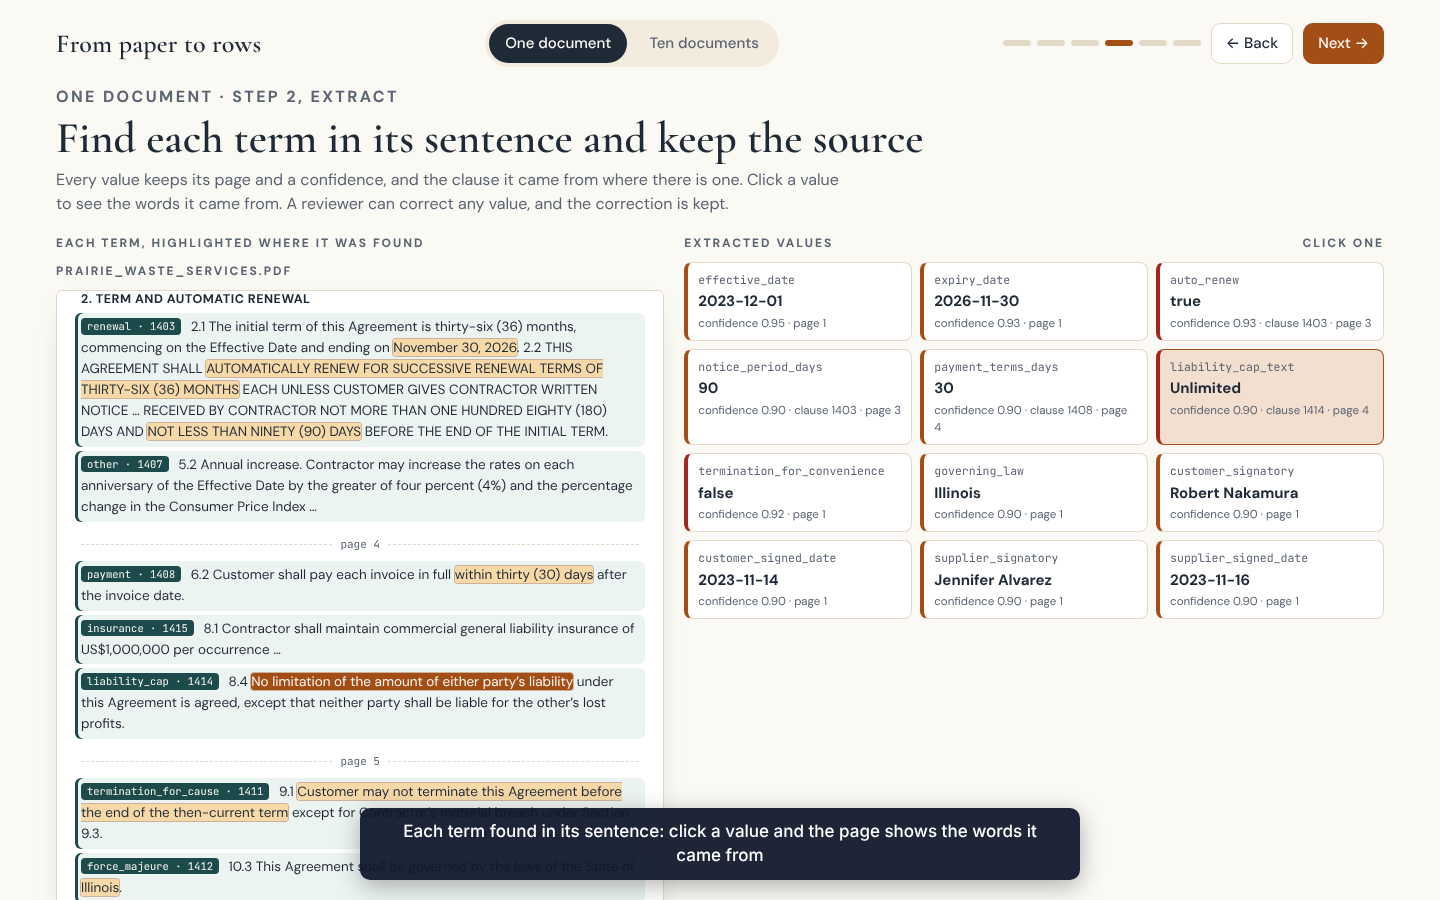 From paper to rows
One document
Ten documents
← Back
Next →
ONE DOCUMENT · STEP 2, EXTRACT
Find each term in its sentence and keep the source
Every value keeps its page and a confidence, and the clause it came from where there is one. Click a value
to see the words it came from. A reviewer can correct any value, and the correction is kept.
EACH TERM, HIGHLIGHTED WHERE IT WAS FOUND
PRAIRIE_WASTE_SERVICES.PDF
2. TERM AND AUTOMATIC RENEWAL
renewal · 1403 2.1 The initial term of this Agreement is thirty-six (36) months,
commencing on the Effective Date and ending on November 30, 2026. 2.2 THIS
AGREEMENT SHALL AUTOMATICALLY RENEW FOR SUCCESSIVE RENEWAL TERMS OF
THIRTY-SIX (36) MONTHS EACH UNLESS CUSTOMER GIVES CONTRACTOR WRITTEN
NOTICE … RECEIVED BY CONTRACTOR NOT MORE THAN ONE HUNDRED EIGHTY (180)
DAYS AND NOT LESS THAN NINETY (90) DAYS BEFORE THE END OF THE INITIAL TERM.
other · 1407 5.2 Annual increase. Contractor may increase the rates on each
anniversary of the Effective Date by the greater of four percent (4%) and the percentage
change in the Consumer Price Index …
page 4
payment · 1408 6.2 Customer shall pay each invoice in full within thirty (30) days after
the invoice date.
insurance · 1415 8.1 Contractor shall maintain commercial general liability insurance of
US$1,000,000 per occurrence …
liability_cap · 1414 8.4 No limitation of the amount of either party's liability under
this Agreement is agreed, except that neither party shall be liable for the other's lost
profits.
page 5
termination_for_cause · 1411 9.1 Customer may not terminate this Agreement before
the end of the then-current term except for Contractor's material breach under Section
9.3.
force_majeure · 1412 10.3 This Agreement shall be governed by the laws of the State of
Illinois.
EXTRACTED VALUES
CLICK ONE
effective_date
2023-12-01
confidence 0.95 · page 1
expiry_date
2026-11-30
confidence 0.93 · page 1
auto_renew
true
confidence 0.93 · clause 1403 · page 3
notice_period_days
90
confidence 0.90 · clause 1403 · page 3
payment_terms_days
30
confidence 0.90 · clause 1408 · page
4
liability_cap_text
Unlimited
confidence 0.90 · clause 1414 · page 4
termination_for_convenience
false
confidence 0.92 · page 1
governing_law
Illinois
confidence 0.90 · page 1
customer_signatory
Robert Nakamura
confidence 0.90 · page 1
customer_signed_date
2023-11-14
confidence 0.90 · page 1
supplier_signatory
Jennifer Alvarez
confidence 0.90 · page 1
supplier_signed_date
2023-11-16
confidence 0.90 · page 1
Each term found in its sentence: click a value and the page shows the words it
came from